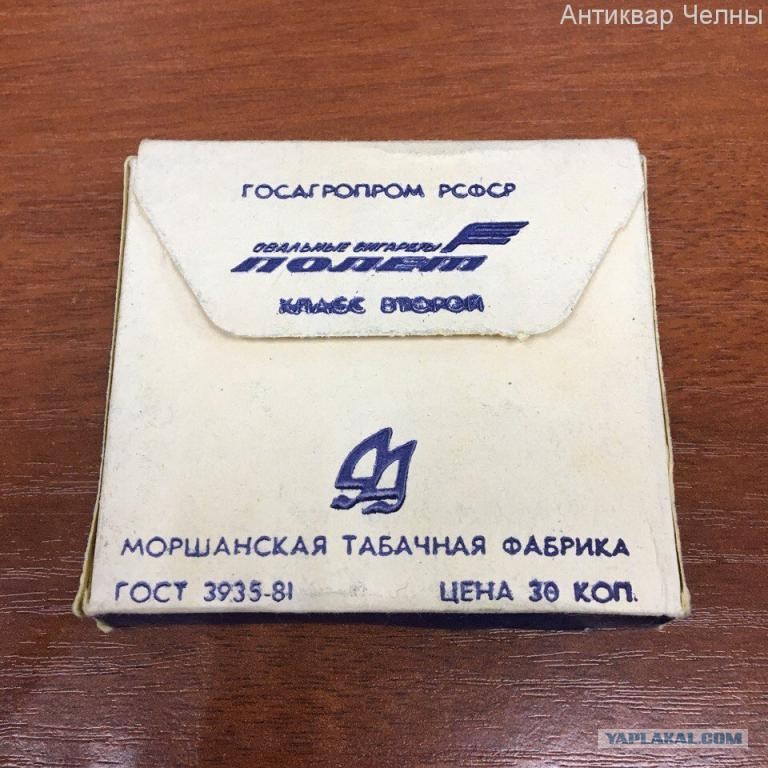 Антиквар Челны
ГОСАГРОПРОМ РСФСР
ОВАЛЬНЫЕ СИГАРЕТЫ
ПОЛЕТ
КЛАСС ВТОРОЙ
МОРШАНСКАЯ ТАБАЧНАЯ ФАБРИКА
ГОСТ 3935-81 ЦЕНА 30 КОП.
YAPLAKAL.COM